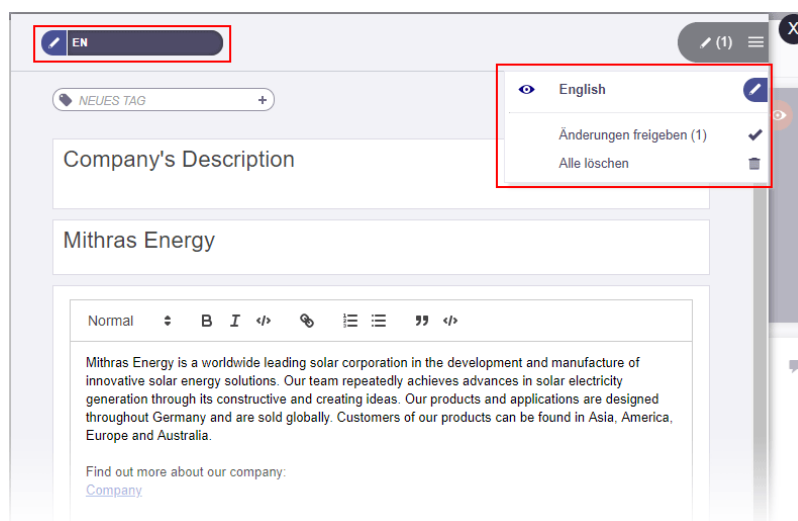 EN
(1)
X
NEUES TAG
+
English
Änderungen freigeben (1)
Alle löschen
Company's Description
Mithras Energy
Normal B I </> </>
Mithras Energy is a worldwide leading solar corporation in the development and manufacture of
innovative solar energy solutions. Our team repeatedly achieves advances in solar electricity
generation through its constructive and creating ideas. Our products and applications are designed
throughout Germany and are sold globally. Customers of our products can be found in Asia, America,
Europe and Australia.
Find out more about our company:
Company